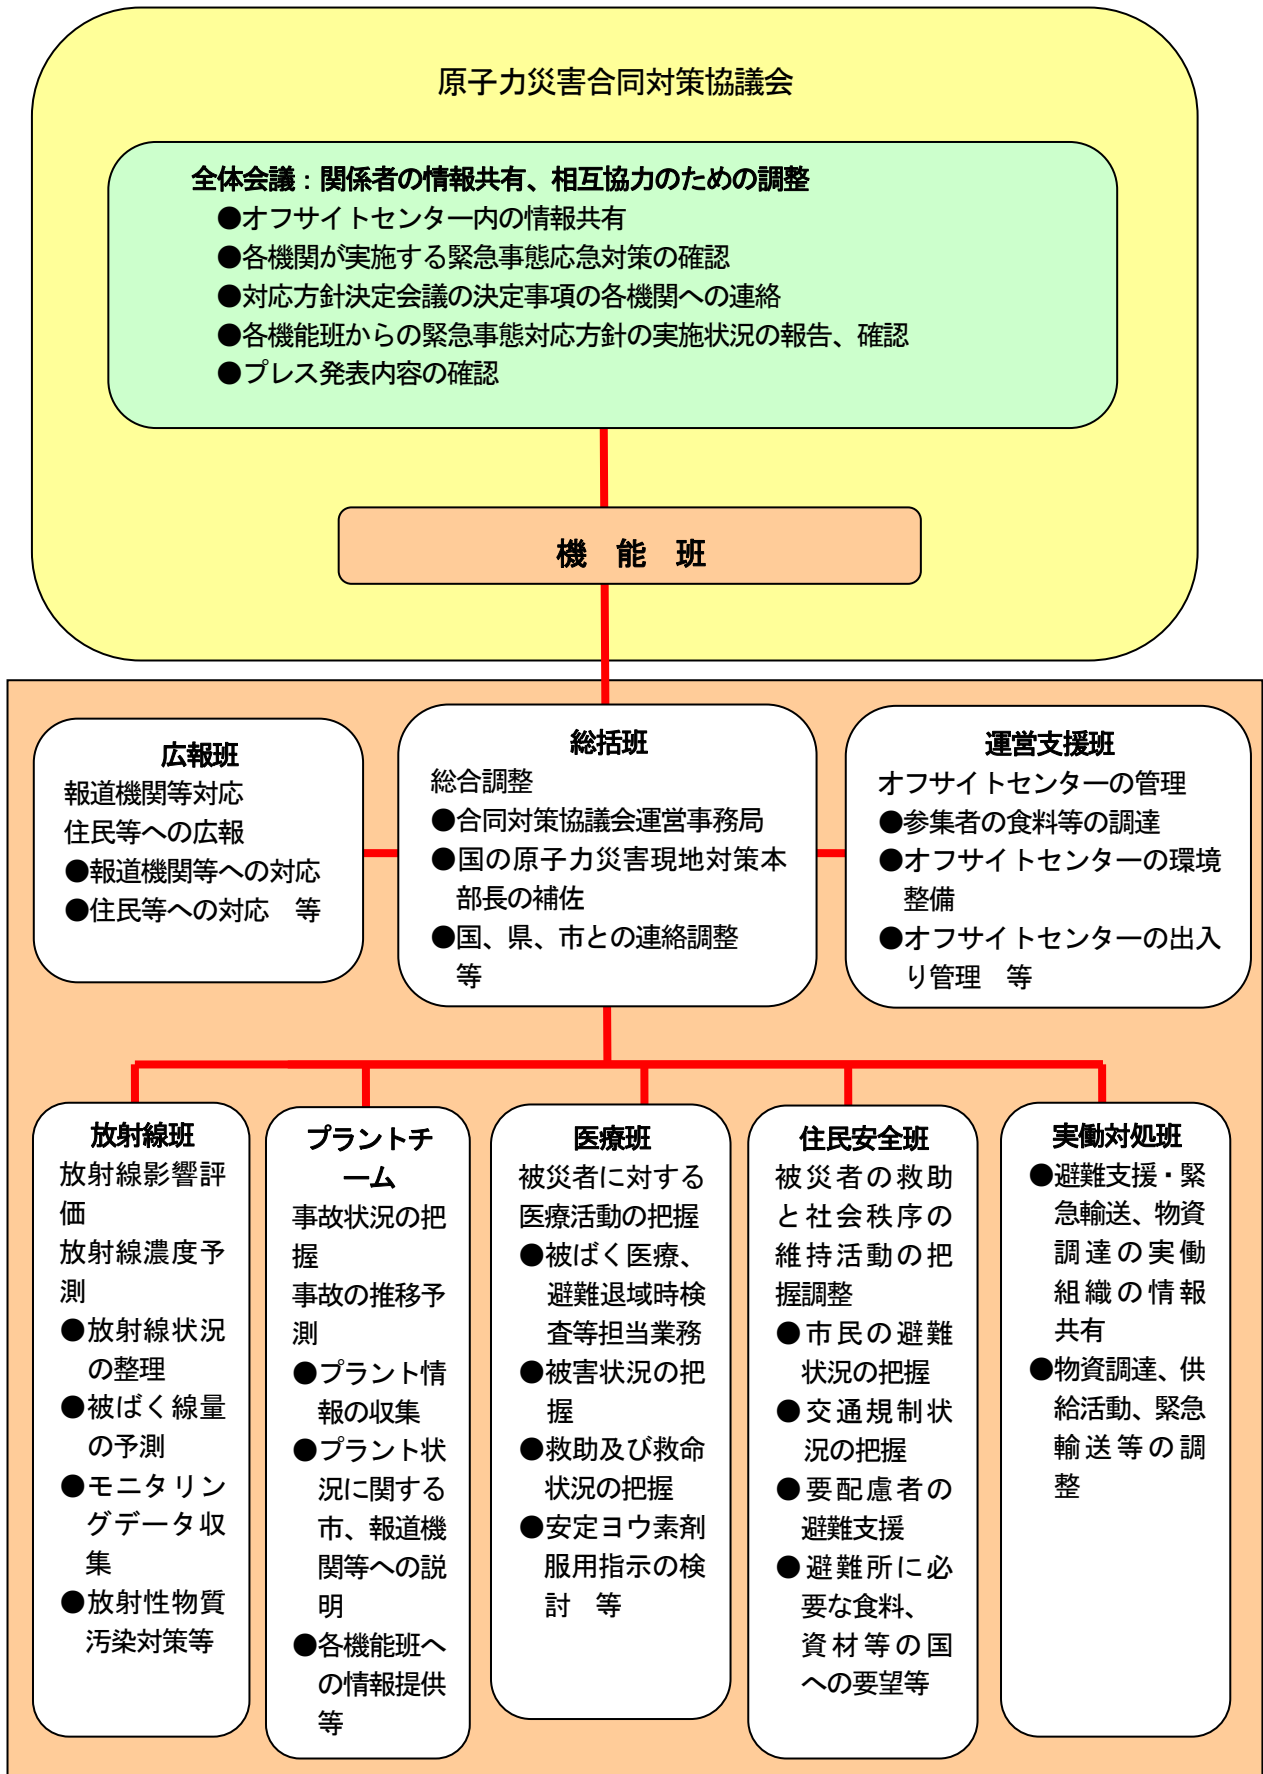 原子力災害合同対策協議会
全体会議：関係者の情報共有、相互協力のための調整
●オフサイトセンター内の情報共有
●各機関が実施する緊急事態応急対策の確認
●対応方針決定会議の決定事項の各機関への連絡
●各機能班からの緊急事態対応方針の実施状況の報告、確認
●プレス発表内容の確認
機　能　班
広報班
報道機関等対応
住民等への広報
●報道機関等への対応
●住民等への対応　等
総括班
総合調整
●合同対策協議会運営事務局
●国の原子力災害現地対策本
部長の補佐
●国、県、市との連絡調整
等
運営支援班
オフサイトセンターの管理
●参集者の食料等の調達
●オフサイトセンターの環境
整備
●オフサイトセンターの出入
り管理　等
放射線班
放射線影響評
価
放射線濃度予
測
●放射線状況
の整理
●被ばく線量
の予測
●モニタリン
グデータ収
集
●放射性物質
汚染対策等
プラントチ
ーム
事故状況の把
握
事故の推移予
測
●プラント情
報の収集
●プラント状
況に関する
市、報道機
関等への説
明
●各機能班へ
の情報提供
等
医療班
被災者に対する
医療活動の把握
●被ばく医療、
避難退域時検
査等担当業務
●被害状況の把
握
●救助及び救命
状況の把握
●安定ヨウ素剤
服用指示の検
討　等
住民安全班
被災者の救助
と社会秩序の
維持活動の把
握調整
●市民の避難
状況の把握
●交通規制状
況の把握
●要配慮者の
避難支援
●避難所に必
要な食料、
資材等の国
への要望等
実働対処班
●避難支援・緊
急輸送、物資
調達の実働
組織の情報
共有
●物資調達、供
給活動、緊急
輸送等の調
整